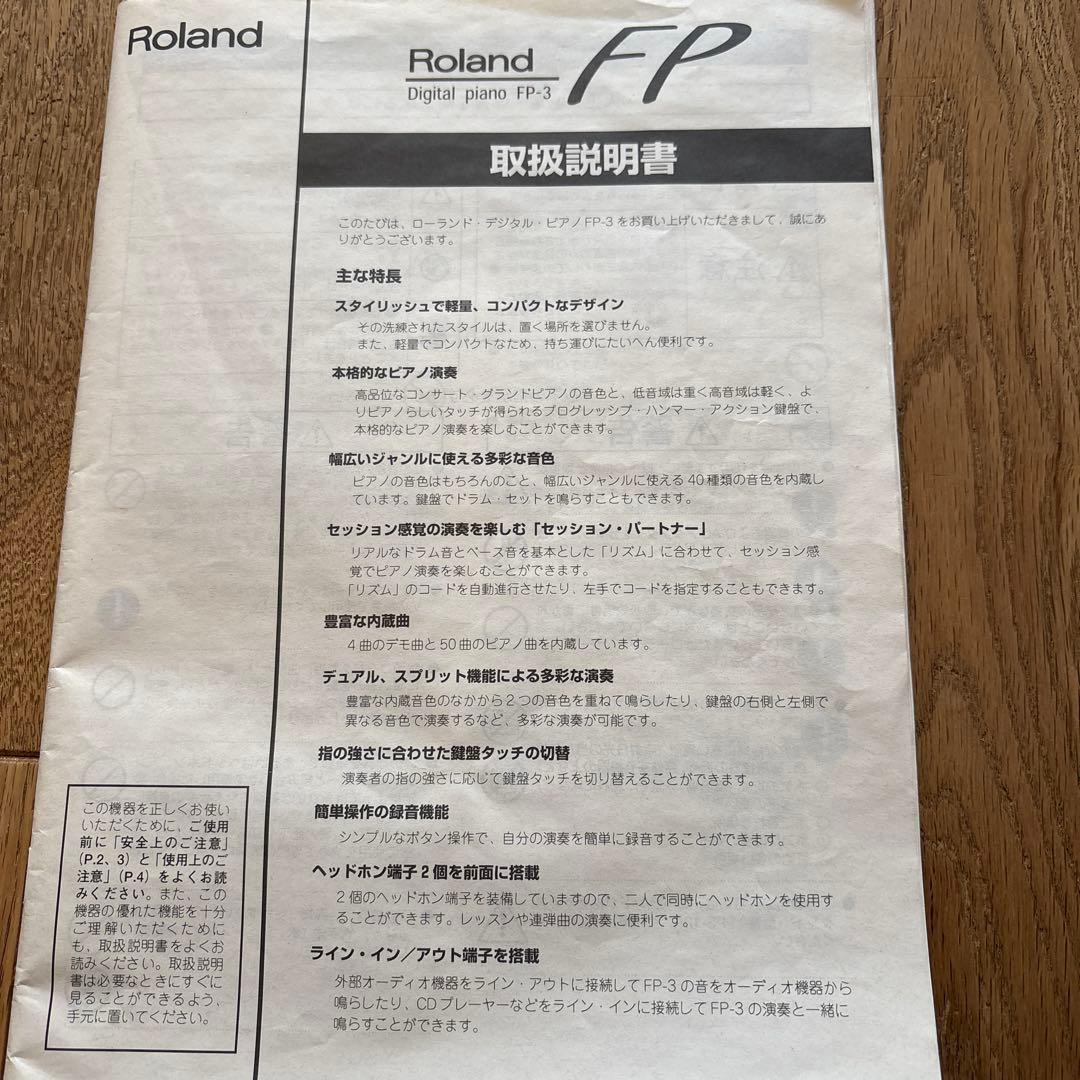 Roland
Roland
FP
Digital piano FP-3
取扱説明書
このたびは、ローランド・デジタル・ピアノFP-3をお買い上げいただきまして、誠にあ
りがとうございます。
主な特長
スタイリッシュで軽量、コンパクトなデザイン
その洗練されたスタイルは、置く場所を選びません。
また、軽量でコンパクトなため、持ち運びにたいへん便利です。
本格的なピアノ演奏
高品位なコンサート・グランドピアノの音色と、低音域は重く高音域は軽く、よ
りピアノらしいタッチが得られるプログレッシブ・ハンマー・アクション鍵盤で、
本格的なピアノ演奏を楽しむことができます。
幅広いジャンルに使える多彩な音色
ピアノの音色はもちろんのこと、幅広いジャンルに使える40種類の音色を内蔵し
ています。鍵盤でドラム・セットを鳴らすこともできます。
セッション感覚の演奏を楽しむ「セッション・パートナー」
リアルなドラム音とベース音を基本とした「リズム」に合わせて、セッション感
覚でピアノ演奏を楽しむことができます。
「リズム」のコードを自動進行させたり、左手でコードを指定することもできます。
豊富な内蔵曲
4曲のデモ曲と50曲のピアノ曲を内蔵しています。
デュアル、スプリット機能による多彩な演奏
豊富な内蔵音色のなかから2つの音色を重ねて鳴らしたり、鍵盤の右側と左側で
異なる音色で演奏するなど、多彩な演奏が可能です。
指の強さに合わせた鍵盤タッチの切替
演奏者の指の強さに応じて鍵盤タッチを切り替えることができます。
簡単操作の録音機能
シンプルなボタン操作で、自分の演奏を簡単に録音することができます。
ヘッドホン端子2個を前面に搭載
2個のヘッドホン端子を装備していますので、二人で同時にヘッドホンを使用す
ることができます。レッスンや連弾曲の演奏に便利です。
ライン・イン/アウト端子を搭載
外部オーディオ機器をライン・アウトに接続してFP-3の音をオーディオ機器から
鳴らしたり、CDプレーヤーなどをライン・インに接続してFP-3の演奏と一緒に
鳴らすことができます。
この機器を正しくお使い
いただくために、ご使用
前に「安全上のご注意」
(P.2、3)と「使用上のご
注意」(P.4)をよくお読
みください。また、この
機器の優れた機能を十分
ご理解いただくためにも
も、取扱説明書をよくお
読みください。取扱説明
書は必要なときにすぐに
見ることができるよう、
手元に置いてください。